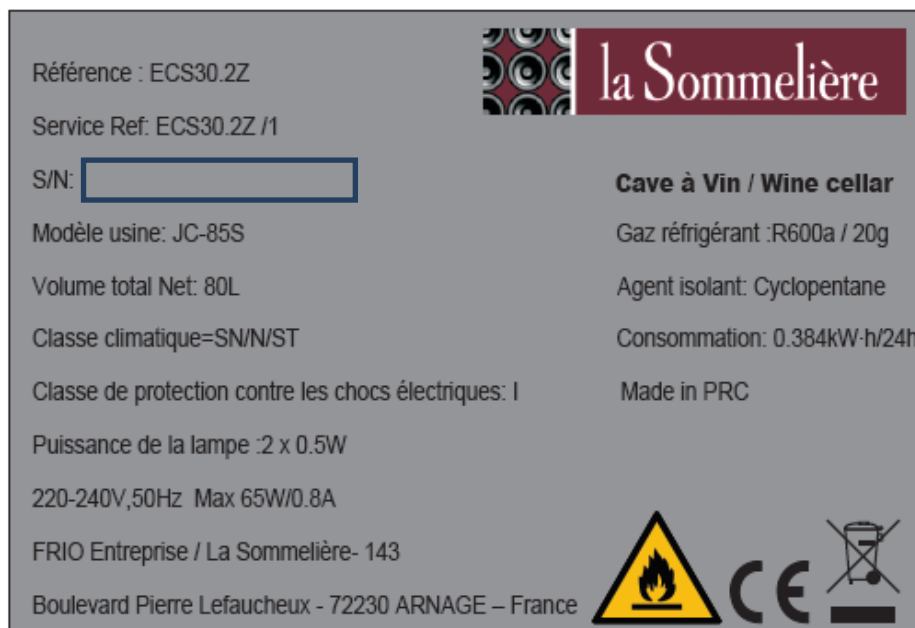 la Sommelière
Référence : ECS30.2Z
Service Ref: ECS30.2Z /1
S/N:
Modèle usine: JC-85S
Volume total Net: 80L
Classe climatique=SN/N/ST
Classe de protection contre les chocs électriques: I
Puissance de la lampe :2 x 0.5W
220-240V,50Hz Max 65W/0.8A
FRIO Entreprise / La Sommelière- 143
Boulevard Pierre Lefaucheux - 72230 ARNAGE – France
Cave à Vin / Wine cellar
Gaz réfrigérant :R600a / 20g
Agent isolant: Cyclopentane
Consommation: 0.384kW·h/24h
Made in PRC
CE